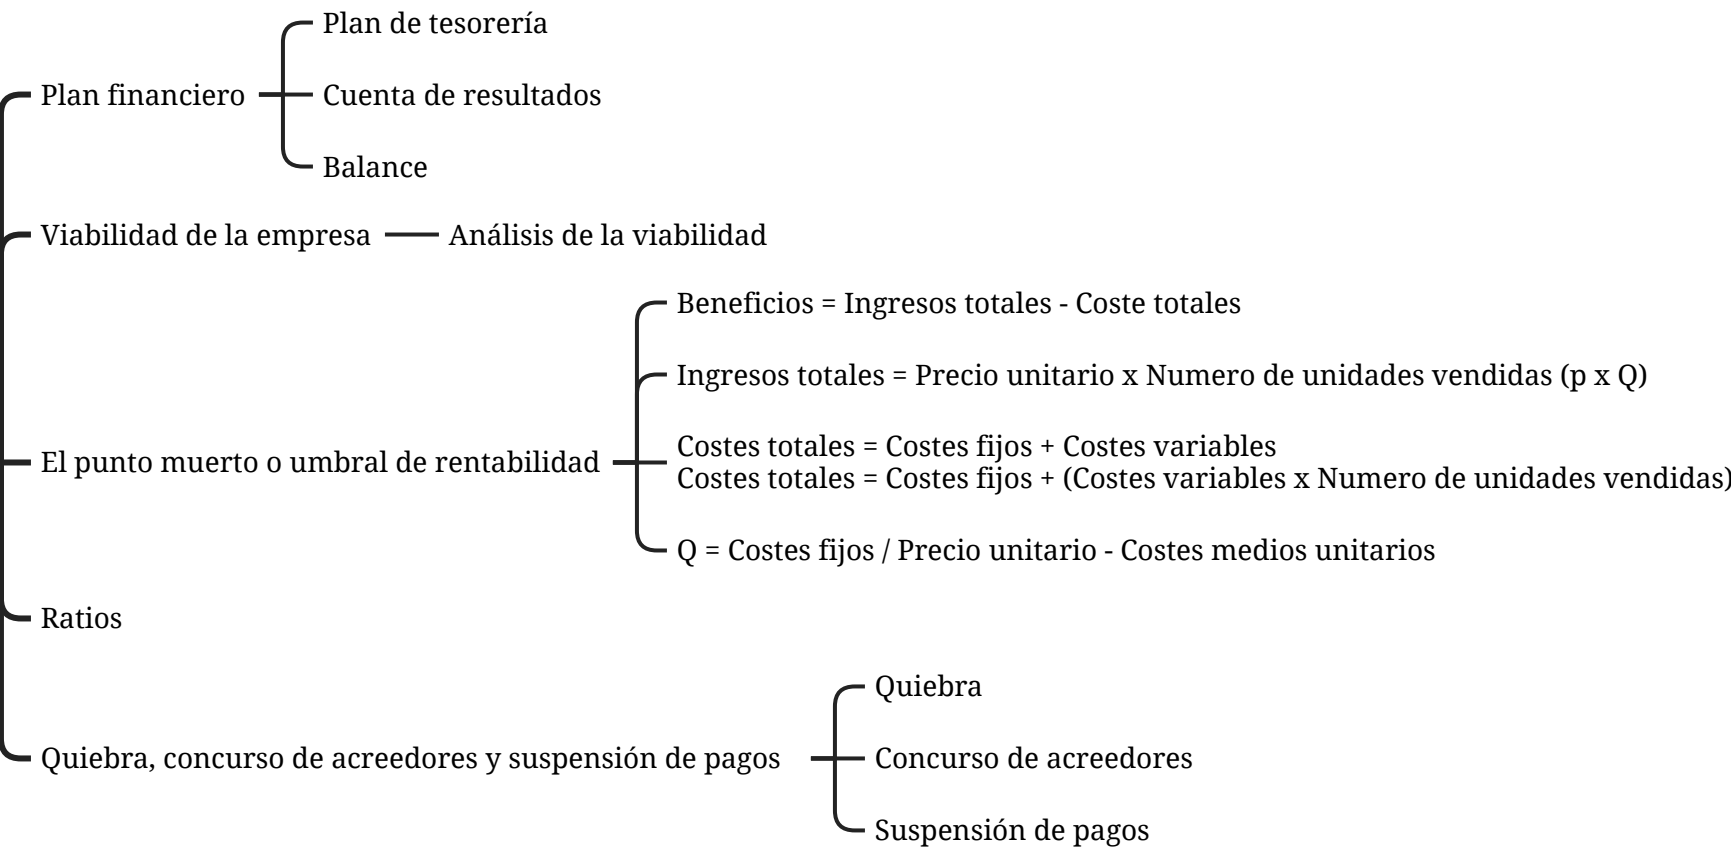 Plan financiero
Plan de tesorería
Cuenta de resultados
Balance
Viabilidad de la empresa
Análisis de la viabilidad
El punto muerto o umbral de rentabilidad
Beneficios = Ingresos totales - Coste totales
Ingresos totales = Precio unitario x Numero de unidades vendidas (p x Q)
Costes totales = Costes fijos + Costes variables
Costes totales = Costes fijos + (Costes variables x Numero de unidades vendidas)
Q = Costes fijos / Precio unitario - Costes medios unitarios
Ratios
Quiebra, concurso de acreedores y suspensión de pagos
Quiebra
Concurso de acreedores
Suspensión de pagos